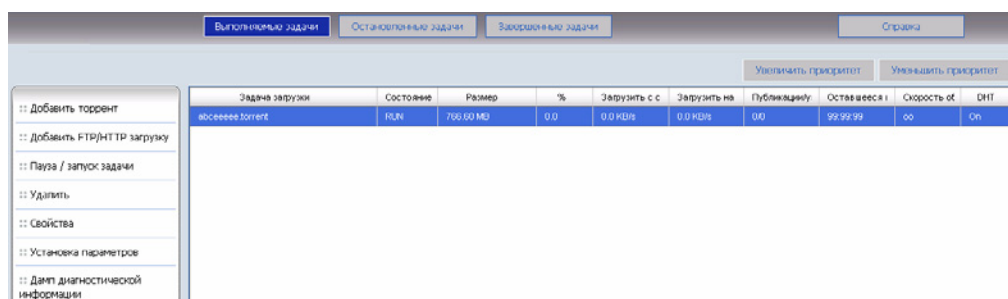 Выполняемые задачи Остановленные задачи Завершенные задачи Справка
Увеличить приоритет Уменьшить приоритет
Задача загрузки Состояние Размер % Загрузить с с Загрузить на Публикации/у Оставшееся Скорость об DHT
abceeeee.torrent RUN 766.60 MB 0.0 0.0 KB/s 0.0 KB/s 0/0 99:99:99 oo On
:: Добавить торрент
:: Добавить FTP/HTTP загрузку
:: Пауза / запуск задачи
:: Удалить
:: Свойства
:: Установка параметров
:: Дамп диагностической
информации